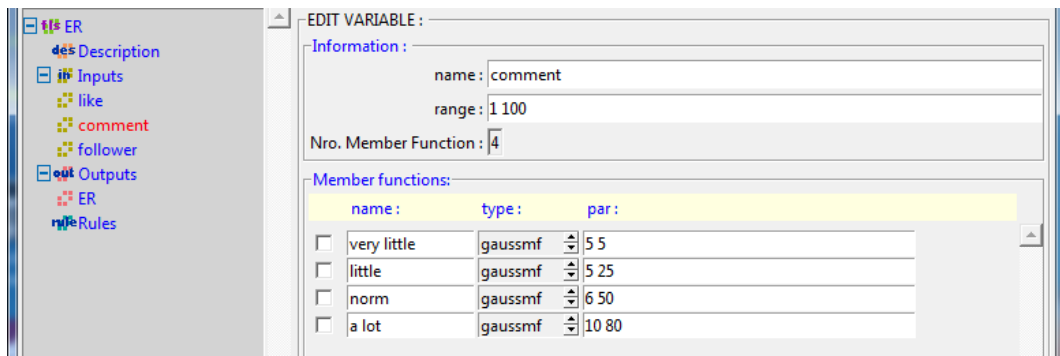 fls ER
des Description
in Inputs
like
comment
follower
out Outputs
ER
rule Rules
EDIT VARIABLE :
Information :
name : comment
range : 1 100
Nro. Member Function : 4
Member functions:
name : type : par :
very little gaussmf 5 5
little gaussmf 5 25
norm gaussmf 6 50
a lot gaussmf 10 80